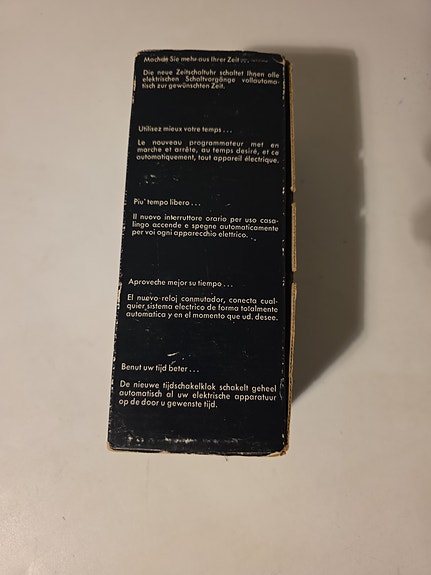 Machen Sie mehr aus Ihrer Zeit ...
Die neue Zeitschaltuhr schaltet Ihnen alle
elektrischen Schaltvorgänge vollautoma-
tisch zur gewünschten Zeit.
Utilisez mieux votre temps ...
Le nouveau programmateur met en
marche et arrête, au temps desiré, et ce
automatiquement, tout appareil électrique.
Piu' tempo libero ...
Il nuovo interruttore orario per uso casa-
lingo accende e spegne automaticamente
per voi ogni apparecchio elettrico.
Aproveche mejor su tiempo ...
El nuevo reloj conmutador, conecta cual-
quier sistema electrico de forma totalmente
automatica y en el momento que ud. desee.
Benut uw tijd beter ...
De nieuwe tijdschakelklok schakelt geheel
automatisch al uw elektrische apparatuur
op de door u gewenste tijd.